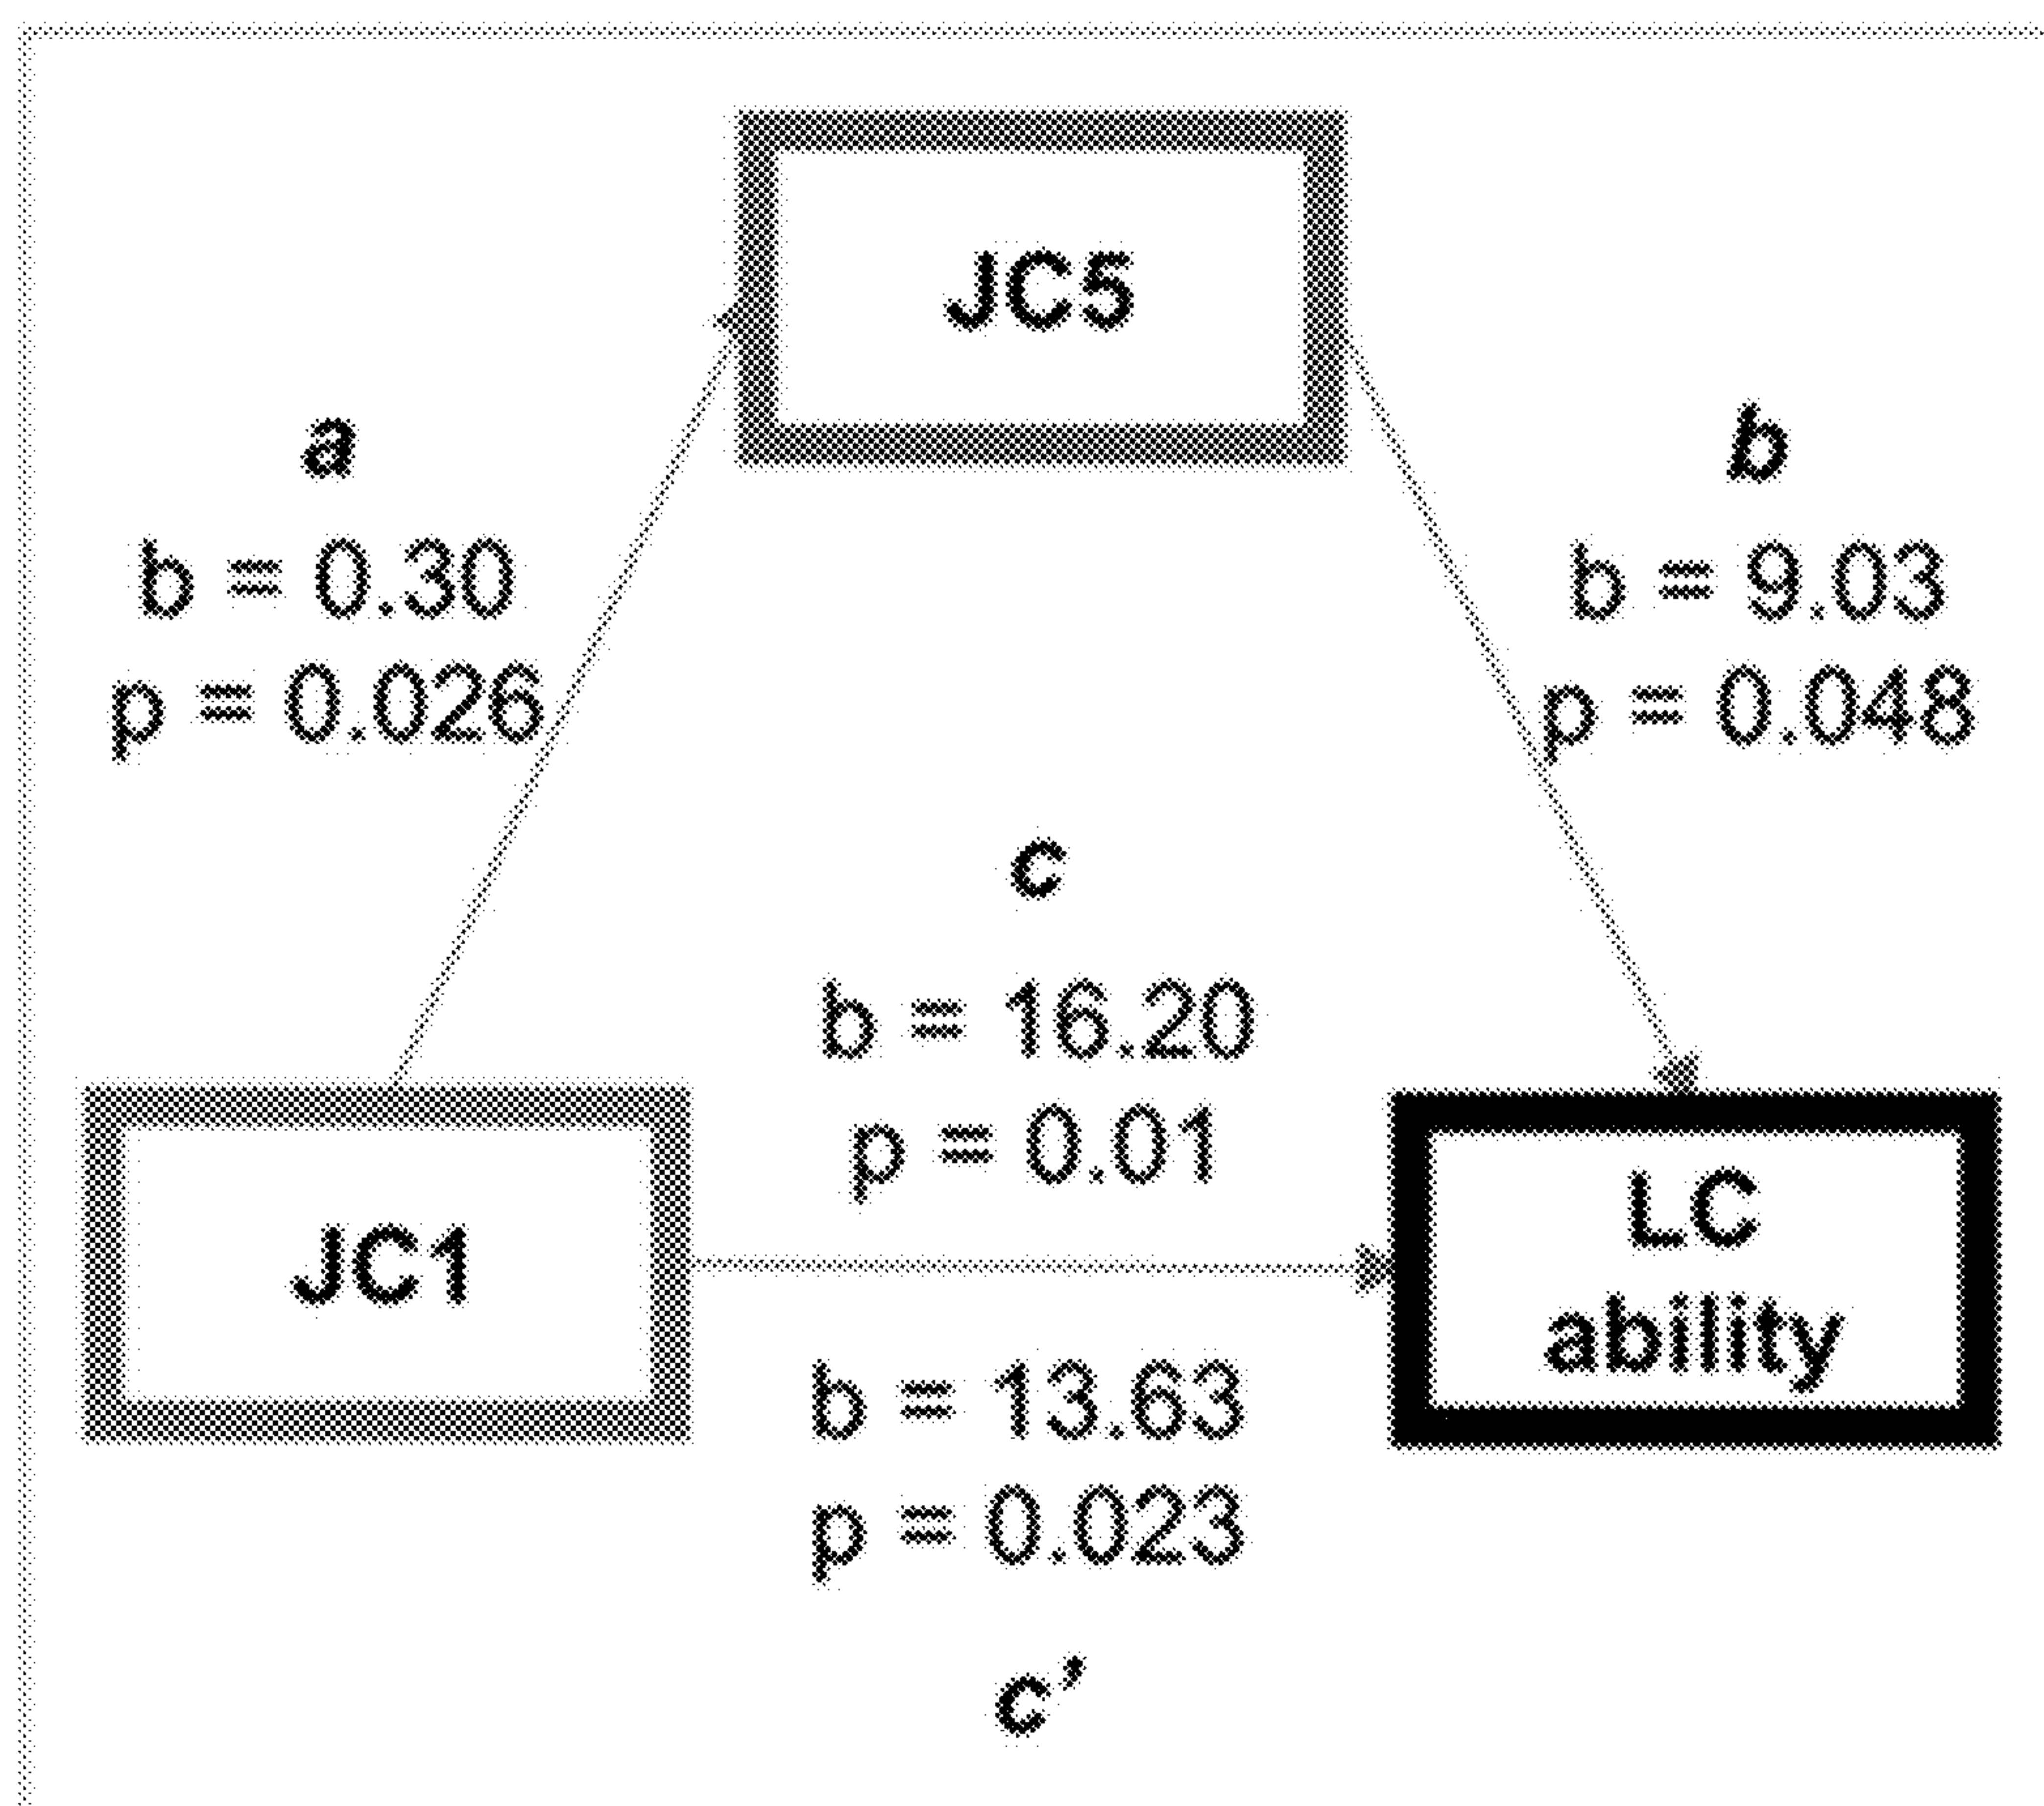 JC5
a
b = 0.30
p = 0.026
b
b = 9.03
p = 0.048
c
b = 16.20
p = 0.01
JC1
LC
ability
b = 13.63
p = 0.023
c’